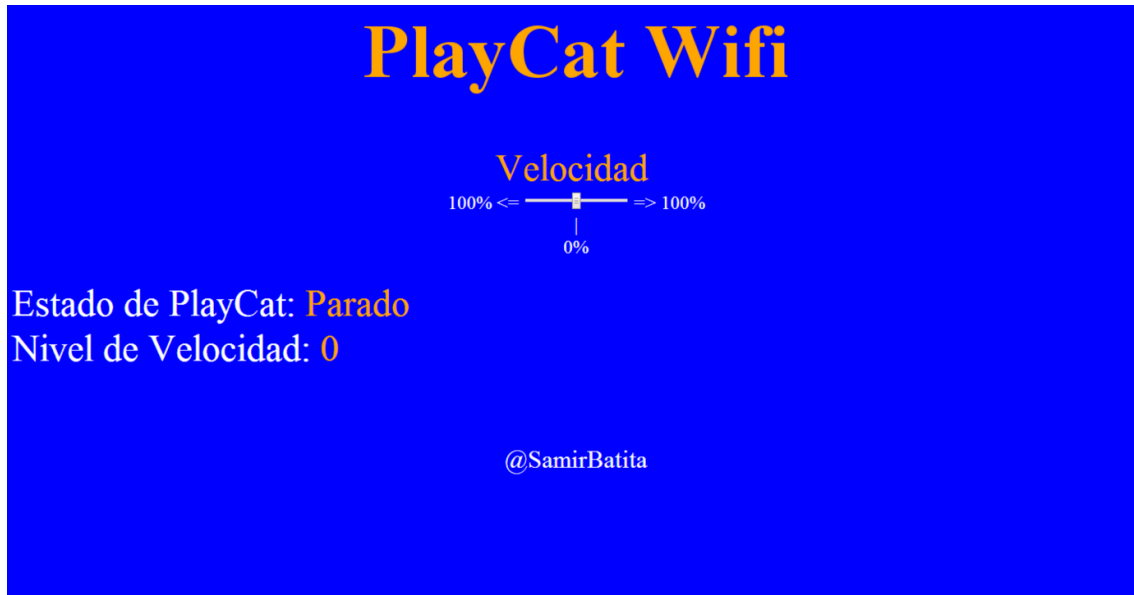 PlayCat Wifi
Velocidad
100% <= => 100%
|
0%
Estado de PlayCat: Parado
Nivel de Velocidad: 0
@SamirBatita